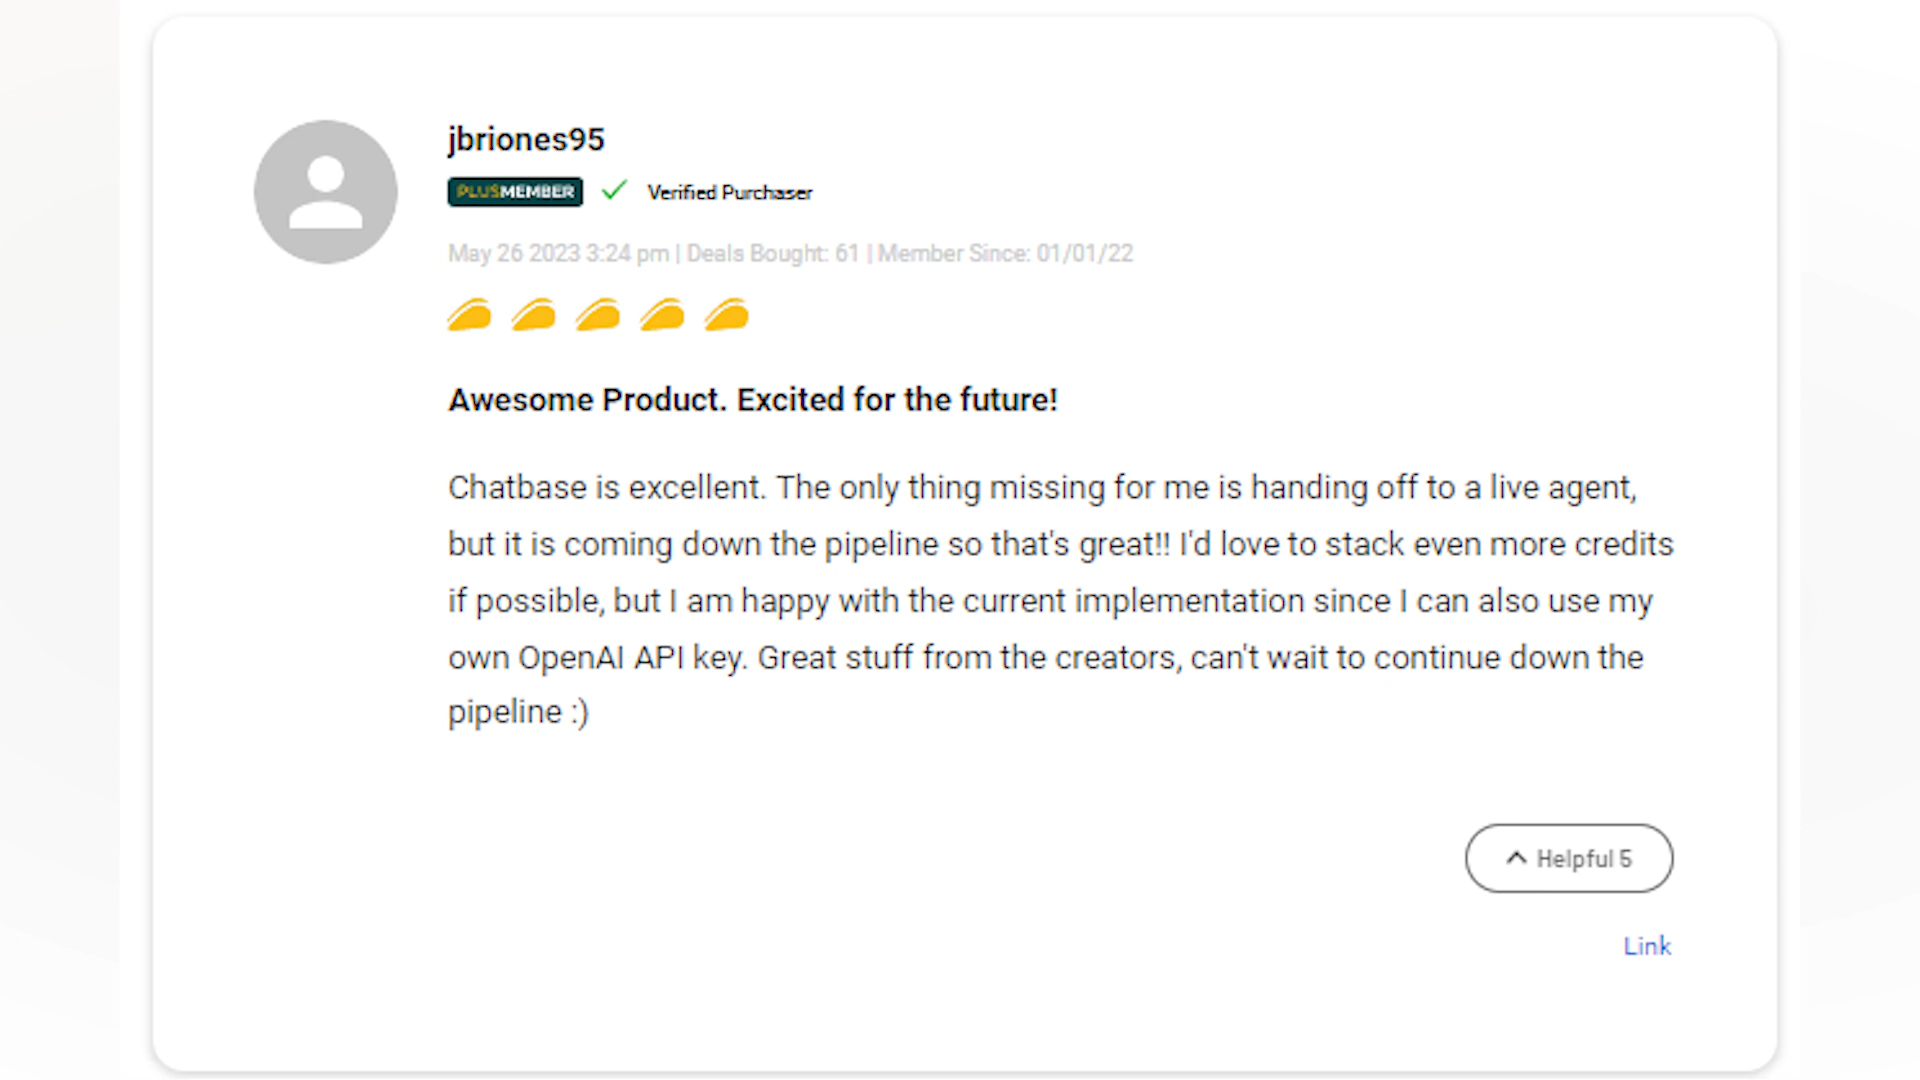 jbriones95
PLUSMEMBER Verified Purchaser
May 26 2023 3:24 pm | Deals Bought: 61 | Member Since: 01/01/22
Awesome Product. Excited for the future!
Chatbase is excellent. The only thing missing for me is handing off to a live agent,
but it is coming down the pipeline so that's great!! I'd love to stack even more credits
if possible, but I am happy with the current implementation since I can also use my
own OpenAI API key. Great stuff from the creators, can't wait to continue down the
pipeline :)
Helpful 5
Link